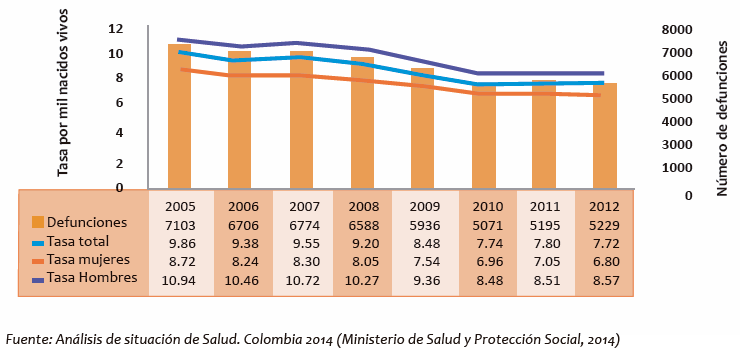 Tasa por mil nacidos vivos
12
10
8
6
4
2
0
8000
7000
6000
5000
4000
3000
1000
0
Número de defunciones
2005 2006 2007 2008 2009 2010 2011 2012
Defunciones 7103 6706 6774 6588 5936 5071 5195 5229
Tasa total 9.86 9.38 9.55 9.20 8.48 7.74 7.80 7.72
Tasa mujeres 8.72 8.24 8.30 8.05 7.54 6.96 7.05 6.80
Tasa Hombres 10.94 10.46 10.72 10.27 9.36 8.48 8.51 8.57
Fuente: Análisis de situación de Salud. Colombia 2014 (Ministerio de Salud y Protección Social, 2014)